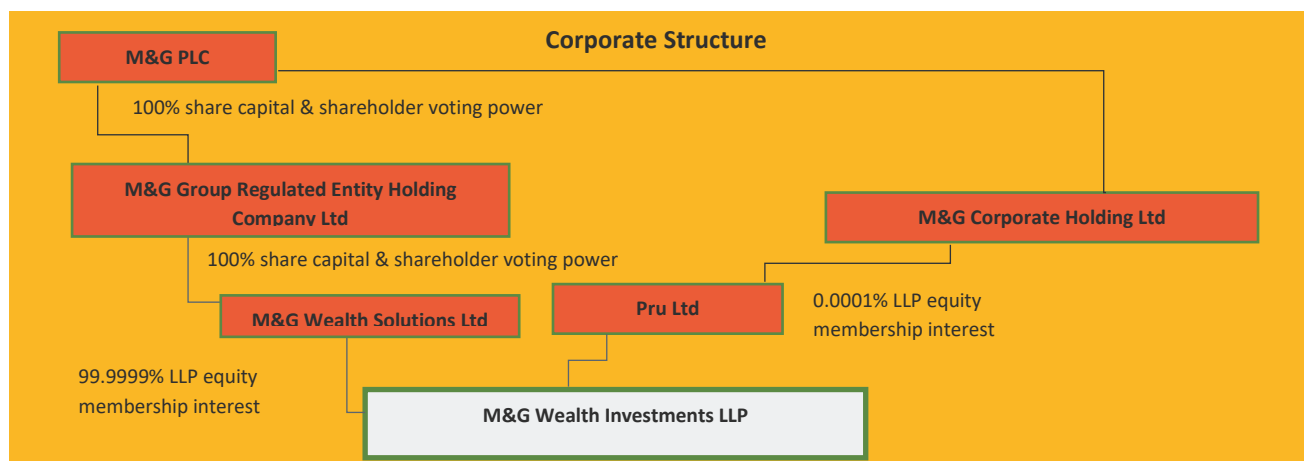 Corporate Structure
M&G PLC
100% share capital & shareholder voting power
M&G Group Regulated Entity Holding
Company Ltd
M&G Corporate Holding Ltd
100% share capital & shareholder voting power
M&G Wealth Solutions Ltd
Pru Ltd
0.0001% LLP equity
membership interest
99.9999% LLP equity
membership interest
M&G Wealth Investments LLP